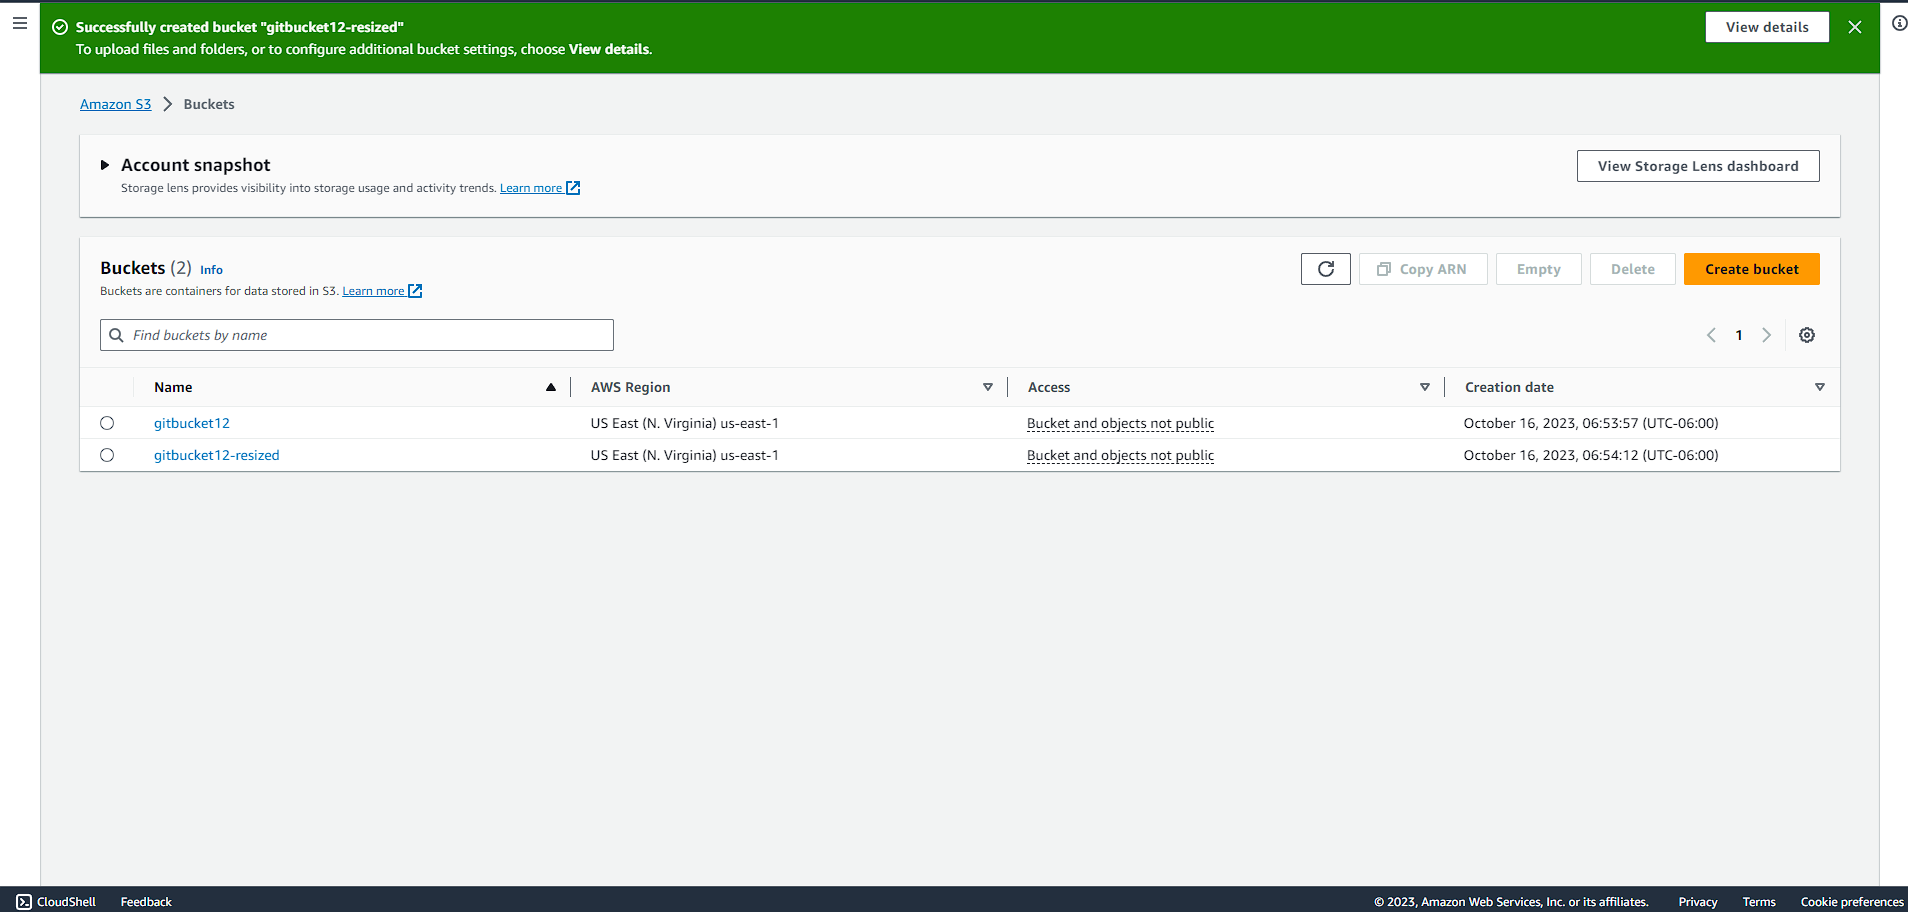 Successfully created bucket "gitbucket12-resized"
To upload files and folders, or to configure additional bucket settings, choose View details.
View details
Amazon S3 > Buckets
Account snapshot
Storage lens provides visibility into storage usage and activity trends. Learn more
View Storage Lens dashboard
Buckets (2) Info
Buckets are containers for data stored in S3. Learn more
Copy ARN
Empty
Delete
Create bucket
Find buckets by name
1
Name AWS Region Access Creation date
gitbucket12 US East (N. Virginia) us-east-1 Bucket and objects not public October 16, 2023, 06:53:57 (UTC-06:00)
gitbucket12-resized US East (N. Virginia) us-east-1 Bucket and objects not public October 16, 2023, 06:54:12 (UTC-06:00)
CloudShell Feedback © 2023, Amazon Web Services, Inc. or its affiliates. Privacy Terms Cookie preferences